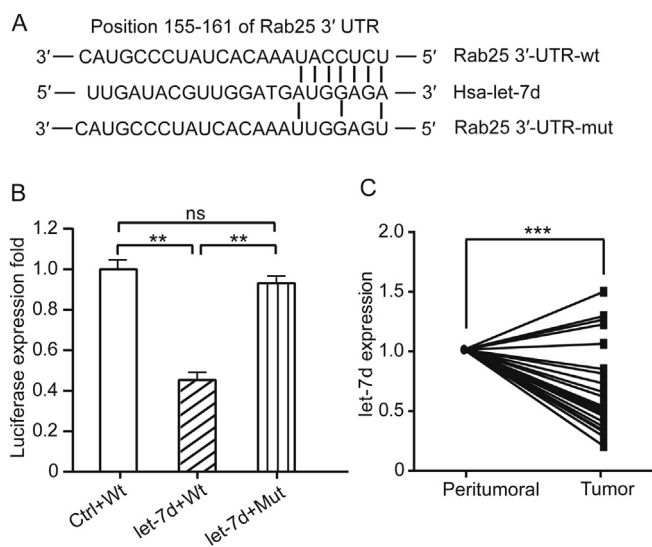 A
Position 155-161 of Rab25 3′ UTR
3′— CAUGCCCUAUCACAAAUACCUCU — 5′ Rab25 3′-UTR-wt
5′— UUGAUACGUUGGAUGAUGGAGA — 3′ Hsa-let-7d
3′— CAUGCCCUAUCACAAAUUGGAGU — 5′ Rab25 3′-UTR-mut
B
Luciferase expression fold
1.2
1.0
0.8
0.6
0.4
0.2
0
ns
** **
Ctrl+Wt let-7d+Wt let-7d+Mut
C
let-7d expression
2.0
1.5
1.0
0.5
0
***
Peritumoral Tumor